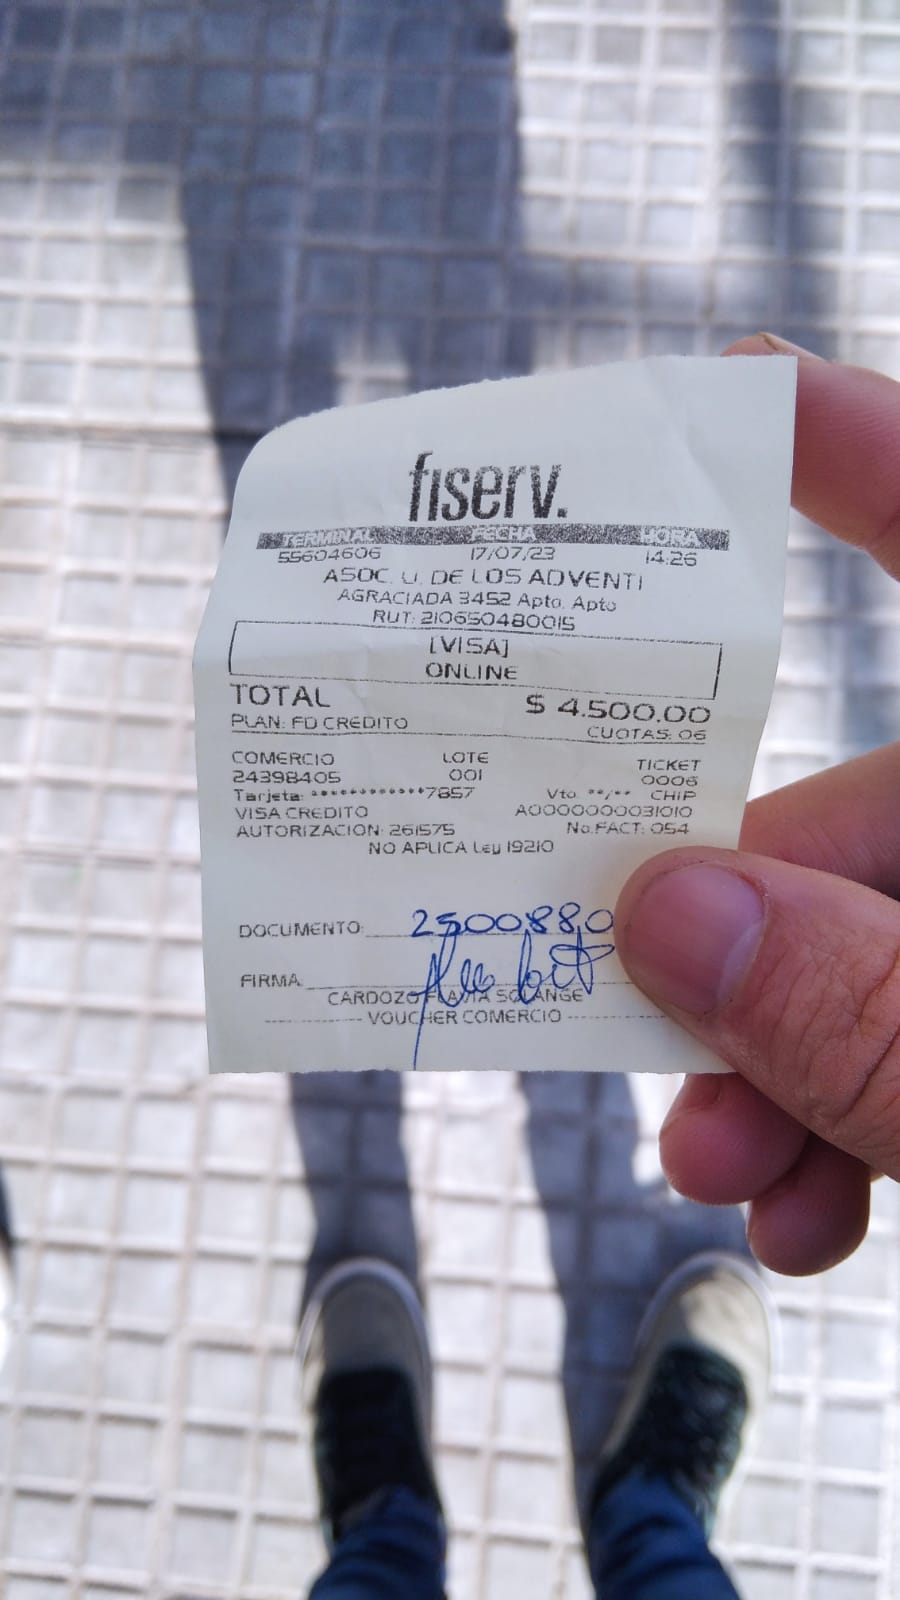 fiserv.
TERMINAL FECHA HORA
55604606 17/07/23 14:26
ASOC. U. DE LOS ADVENTI
AGRACIADA 3452 Apto. Apto
RUT: 210650480015
[VISA]
ONLINE
TOTAL $ 4.500,00
PLAN: FD CREDITO CUOTAS: 06
COMERCIO LOTE TICKET
24398405 001 0006
Tarjeta: ************7857 Vto. **/** CHIP
VISA CREDITO A0000000031010
AUTORIZACION: 261575 No.FACT: 054
NO APLICA Ley 19210
DOCUMENTO: 2500880
FIRMA
CARDOZO FLAVIA SOLANGE
---------- VOUCHER COMERCIO ----------